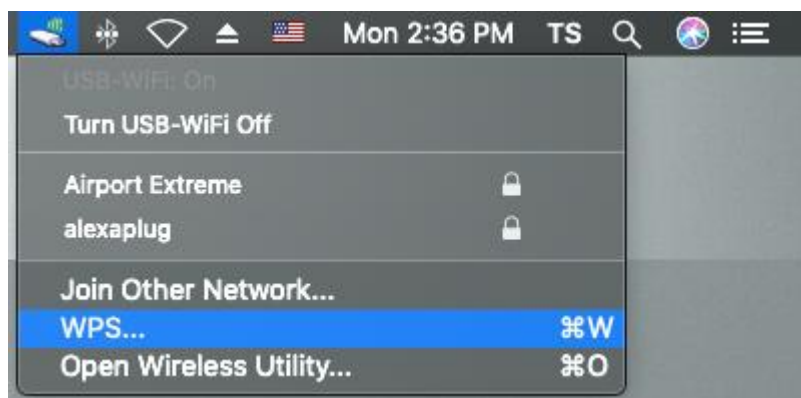 Mon 2:36 PM TS
USB-WiFi: On
Turn USB-WiFi Off
Airport Extreme
alexaplug
Join Other Network...
WPS... ⌘W
Open Wireless Utility... ⌘O